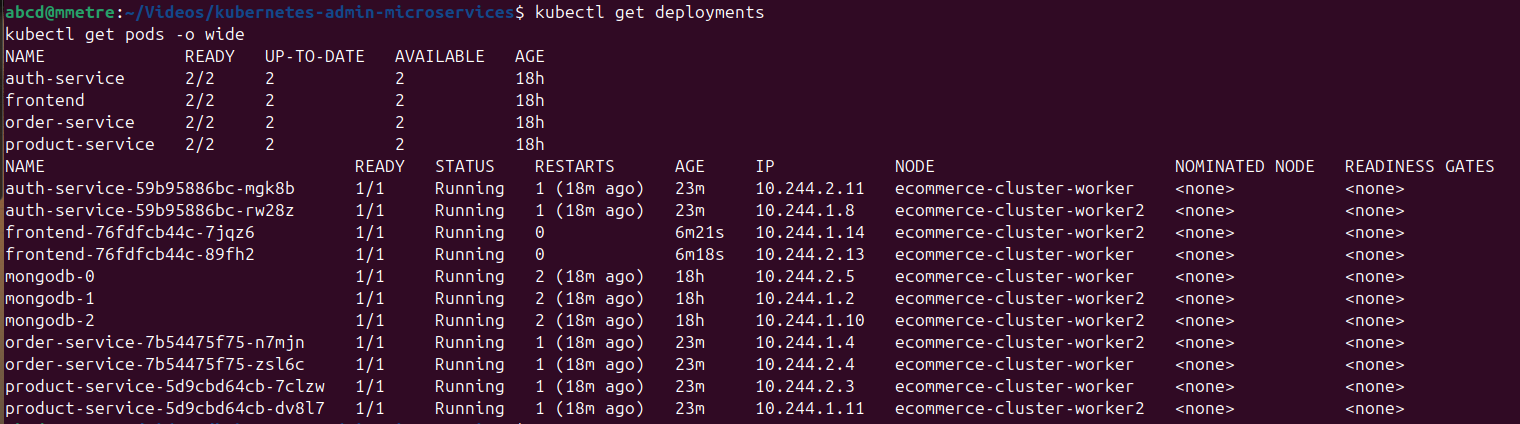 abcd@mmetre:~/Videos/kubernetes-admin-microservices$ kubectl get deployments
kubectl get pods -o wide
NAME              READY   UP-TO-DATE   AVAILABLE   AGE
auth-service      2/2     2            2           18h
frontend          2/2     2            2           18h
order-service     2/2     2            2           18h
product-service   2/2     2            2           18h
NAME                               READY   STATUS    RESTARTS      AGE     IP            NODE                        NOMINATED NODE   READINESS GATES
auth-service-59b95886bc-mgk8b      1/1     Running   1 (18m ago)   23m     10.244.2.11   ecommerce-cluster-worker    <none>           <none>
auth-service-59b95886bc-rw28z      1/1     Running   1 (18m ago)   23m     10.244.1.8    ecommerce-cluster-worker2   <none>           <none>
frontend-76fdfcb44c-7jqz6          1/1     Running   0             6m21s   10.244.1.14   ecommerce-cluster-worker2   <none>           <none>
frontend-76fdfcb44c-89fh2          1/1     Running   0             6m18s   10.244.2.13   ecommerce-cluster-worker    <none>           <none>
mongodb-0                          1/1     Running   2 (18m ago)   18h     10.244.2.5    ecommerce-cluster-worker    <none>           <none>
mongodb-1                          1/1     Running   2 (18m ago)   18h     10.244.1.2    ecommerce-cluster-worker2   <none>           <none>
mongodb-2                          1/1     Running   2 (18m ago)   18h     10.244.1.10   ecommerce-cluster-worker2   <none>           <none>
order-service-7b54475f75-n7mjn     1/1     Running   1 (18m ago)   23m     10.244.1.4    ecommerce-cluster-worker2   <none>           <none>
order-service-7b54475f75-zsl6c     1/1     Running   1 (18m ago)   23m     10.244.2.4    ecommerce-cluster-worker    <none>           <none>
product-service-5d9cbd64cb-7clzw   1/1     Running   1 (18m ago)   23m     10.244.2.3    ecommerce-cluster-worker    <none>           <none>
product-service-5d9cbd64cb-dv8l7   1/1     Running   1 (18m ago)   23m     10.244.1.11   ecommerce-cluster-worker2   <none>           <none>